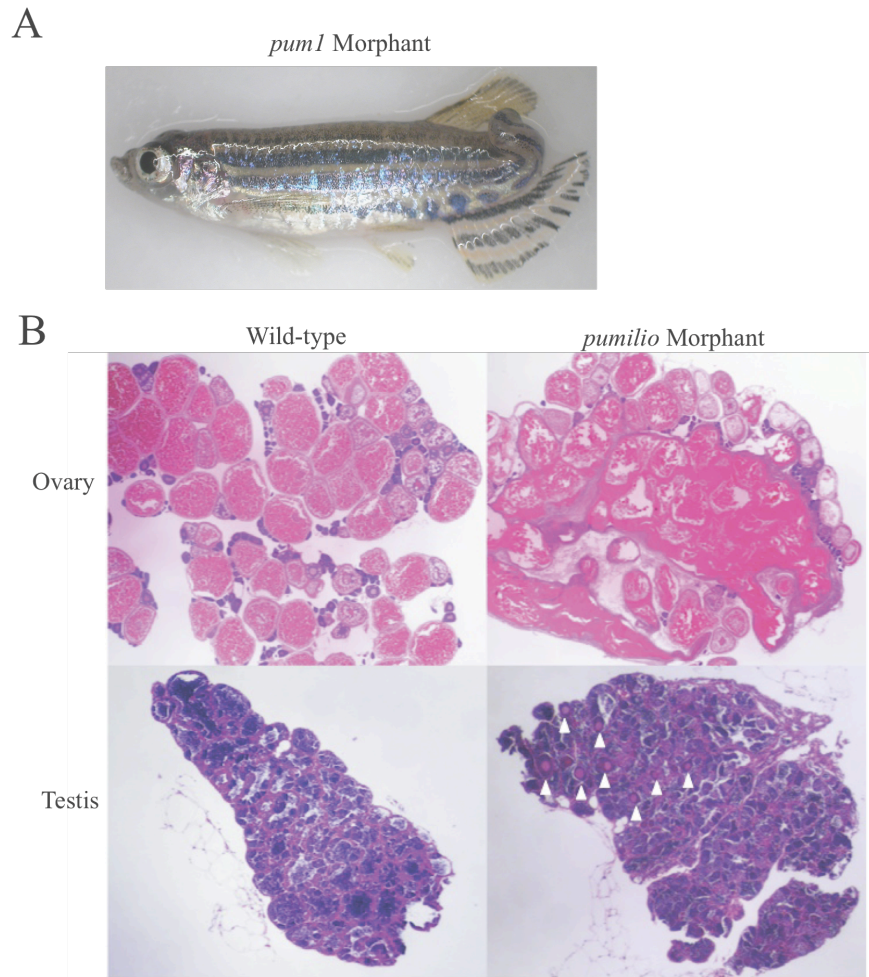 A
pum1 Morphant
B
Wild-type
pumilio Morphant
Ovary
Testis